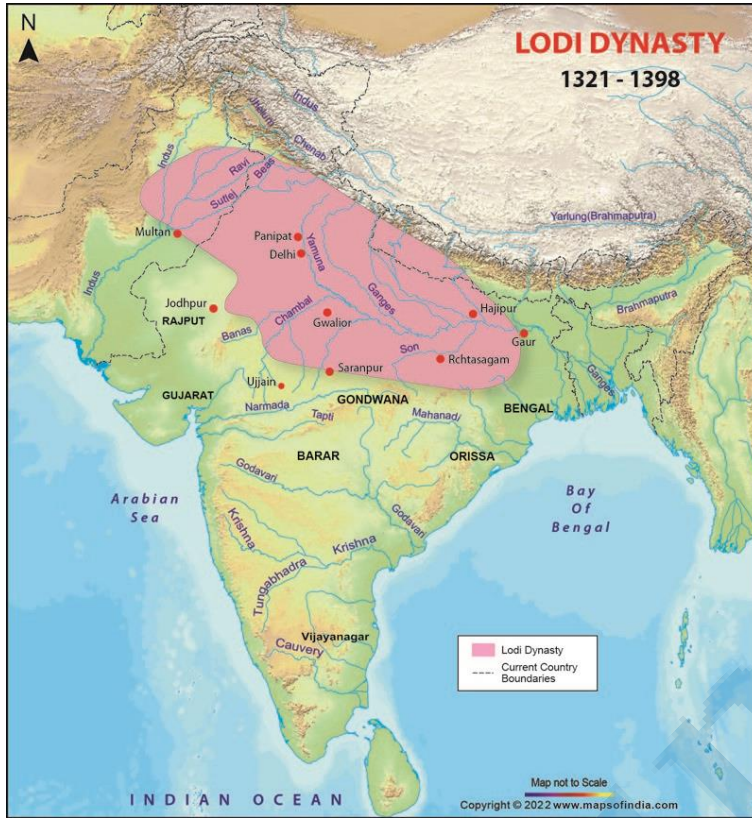 N
LODI DYNASTY
1321 - 1398
Indus
Jhelum
Chenab
Indus
Ravi
Beas
Sutlej
Yarlung(Brahmaputra)
Multan
Panipat
Yamuna
Delhi
Indus
Ganges
Brahmaputra
Jodhpur
RAJPUT
Chambal
Gwalior
Hajipur
Banas
Gaur
Son
Rchtasagam
Saranpur
Ganges
Ujjain
GUJARAT
GONDWANA
Narmada
BENGAL
Tapti
Mahanadi
BARAR
ORISSA
Godavari
Arabian
Sea
Bay
Of
Bengal
Krishna
Godavari
Krishna
Tungabhadra
Vijayanagar
Cauvery
Lodi Dynasty
Current Country
Boundaries
Map not to Scale
INDIAN OCEAN
Copyright © 2022 www.mapsofindia.com